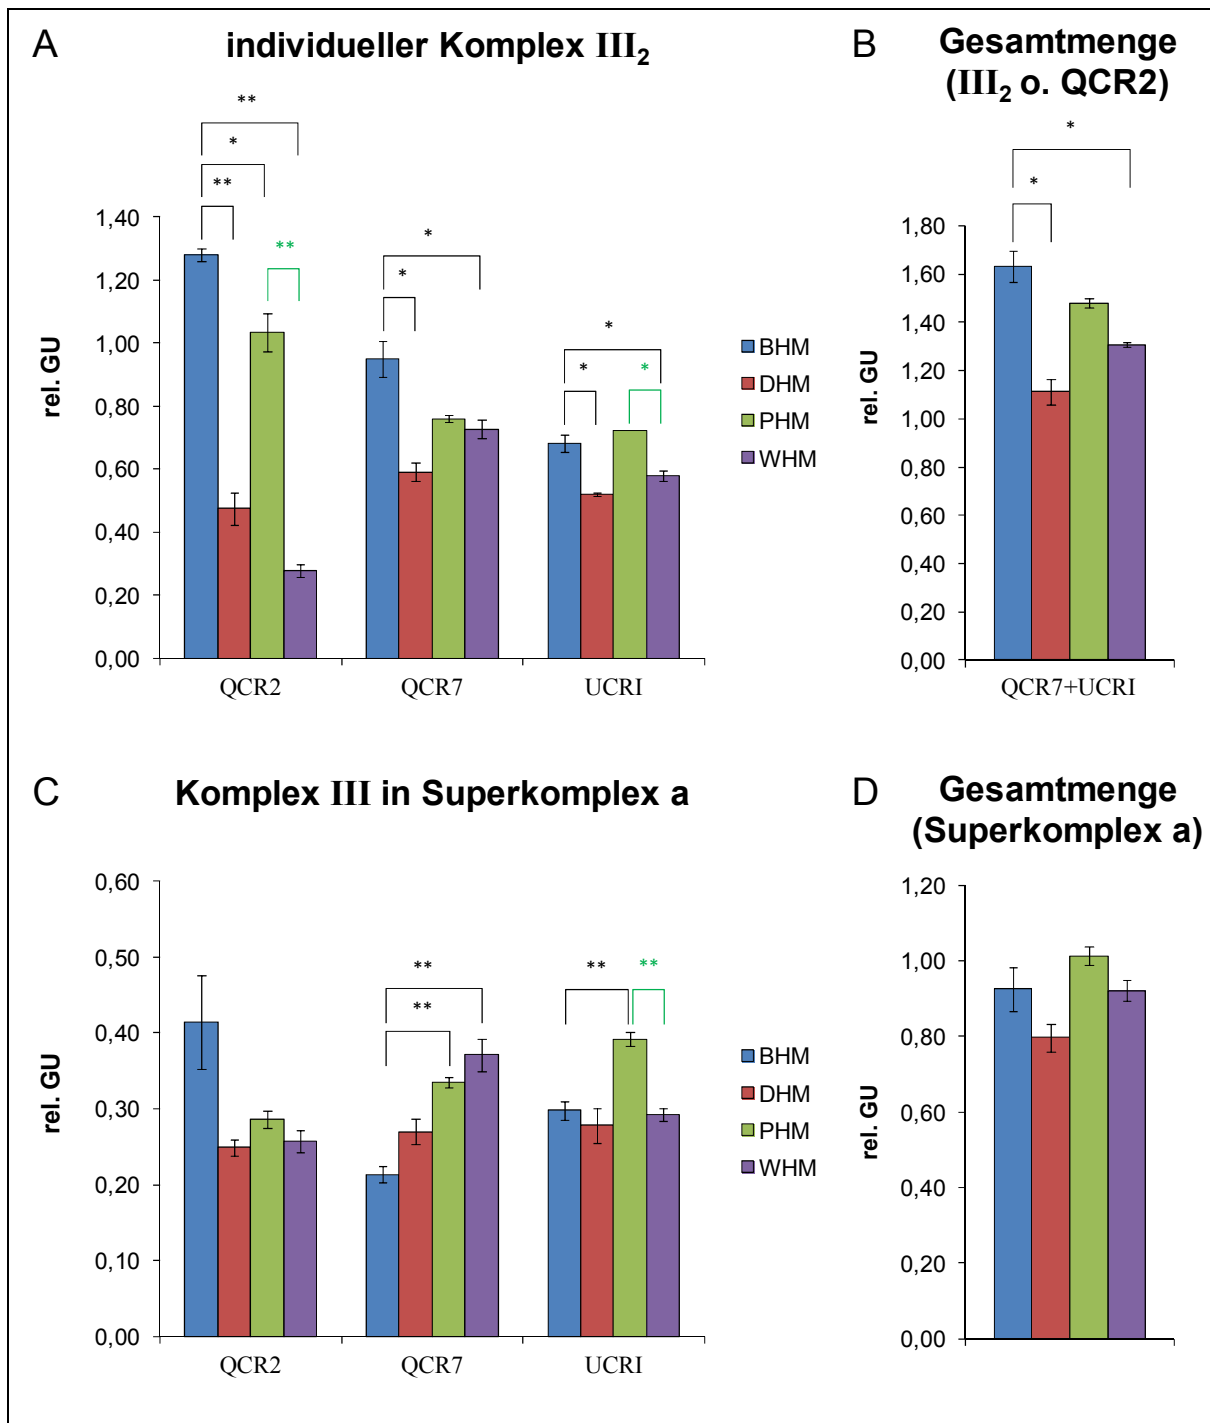 A
individueller Komplex III₂
**
*
**
**
*
*
*
*
*
rel. GU
1,40
1,20
1,00
0,80
0,60
0,40
0,20
0,00
QCR2
QCR7
UCRI
BHM
DHM
PHM
WHM
B
Gesamtmenge
(III₂ o. QCR2)
*
*
rel. GU
1,80
1,60
1,40
1,20
1,00
0,80
0,60
0,40
0,20
0,00
QCR7+UCRI
C
Komplex III in Superkomplex a
**
**
**
**
rel. GU
0,60
0,50
0,40
0,30
0,20
0,10
0,00
QCR2
QCR7
UCRI
BHM
DHM
PHM
WHM
D
Gesamtmenge
(Superkomplex a)
rel. GU
1,20
1,00
0,80
0,60
0,40
0,20
0,00